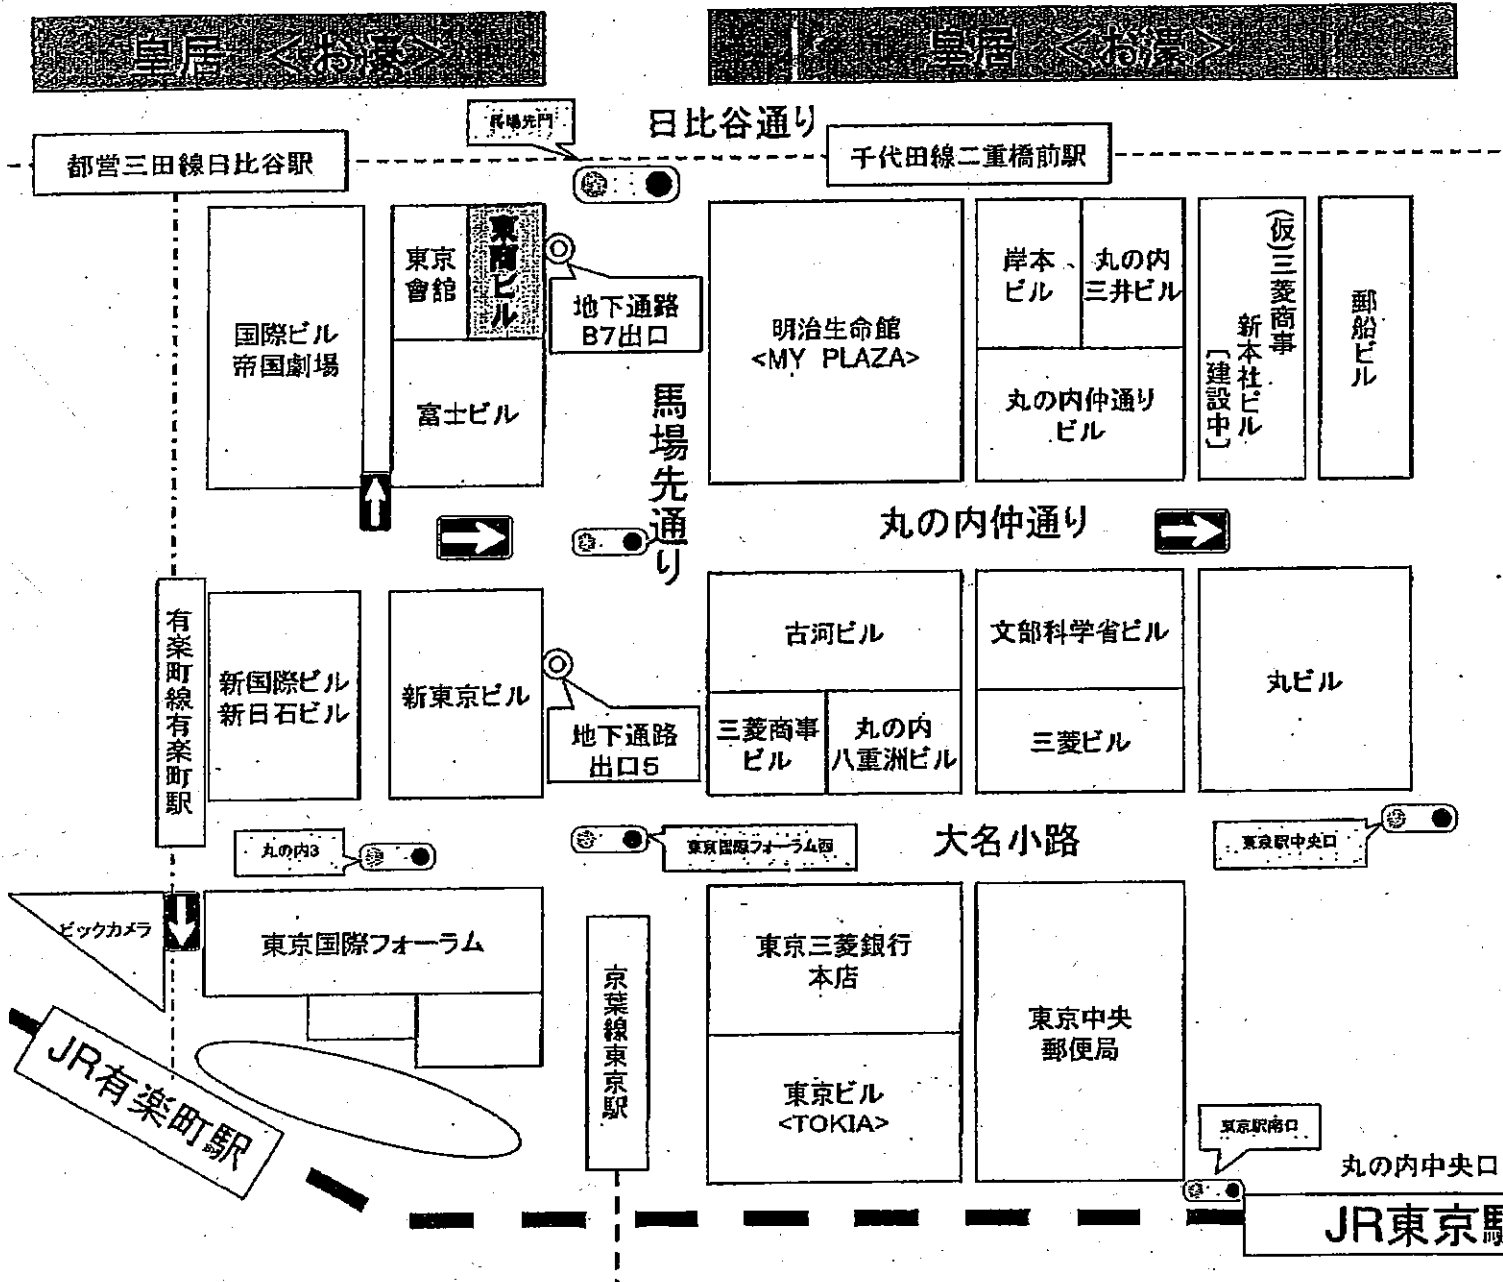 皇居 <お濠>
皇居 <お濠>
馬場先門
日比谷通り
都営三田線日比谷駅
千代田線二重橋前駅
国際ビル
帝国劇場
東京
會舘
東商ビル
地下通路
B7出口
富士ビル
馬場先通り
明治生命館
<MY PLAZA>
岸本
ビル
丸の内
三井ビル
丸の内仲通り
ビル
(仮)三菱商事
新本社ビル
[建設中]
郵船ビル
丸の内仲通り
有楽町線有楽町駅
新国際ビル
新日石ビル
新東京ビル
地下通路
出口5
古河ビル
三菱商事
ビル
丸の内
八重洲ビル
文部科学省ビル
三菱ビル
丸ビル
丸の内3
東京国際フォーラム西
大名小路
東京駅中央口
ビックカメラ
東京国際フォーラム
京葉線東京駅
東京三菱銀行
本店
東京ビル
<TOKIA>
東京中央
郵便局
東京駅南口
丸の内中央口
JR有楽町駅
JR東京駅